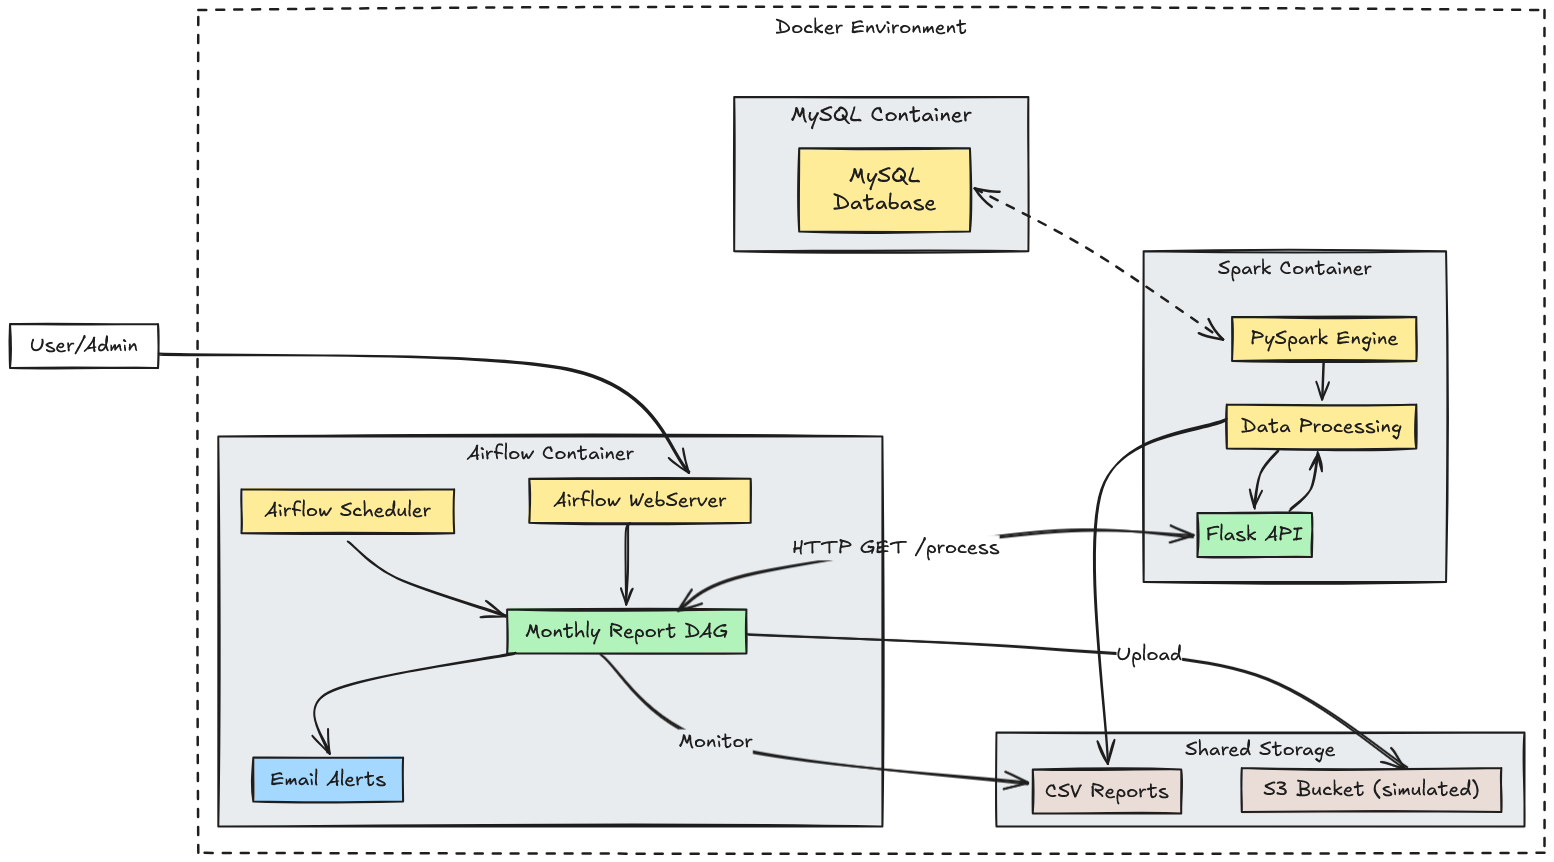 Docker Environment
MySQL Container
MySQL
Database
Spark Container
PySpark Engine
User/Admin
Data Processing
Airflow Container
Airflow Scheduler
Airflow WebServer
HTTP GET /process
Flask API
Monthly Report DAG
Upload
Monitor
Shared Storage
Email Alerts
CSV Reports
S3 Bucket (simulated)